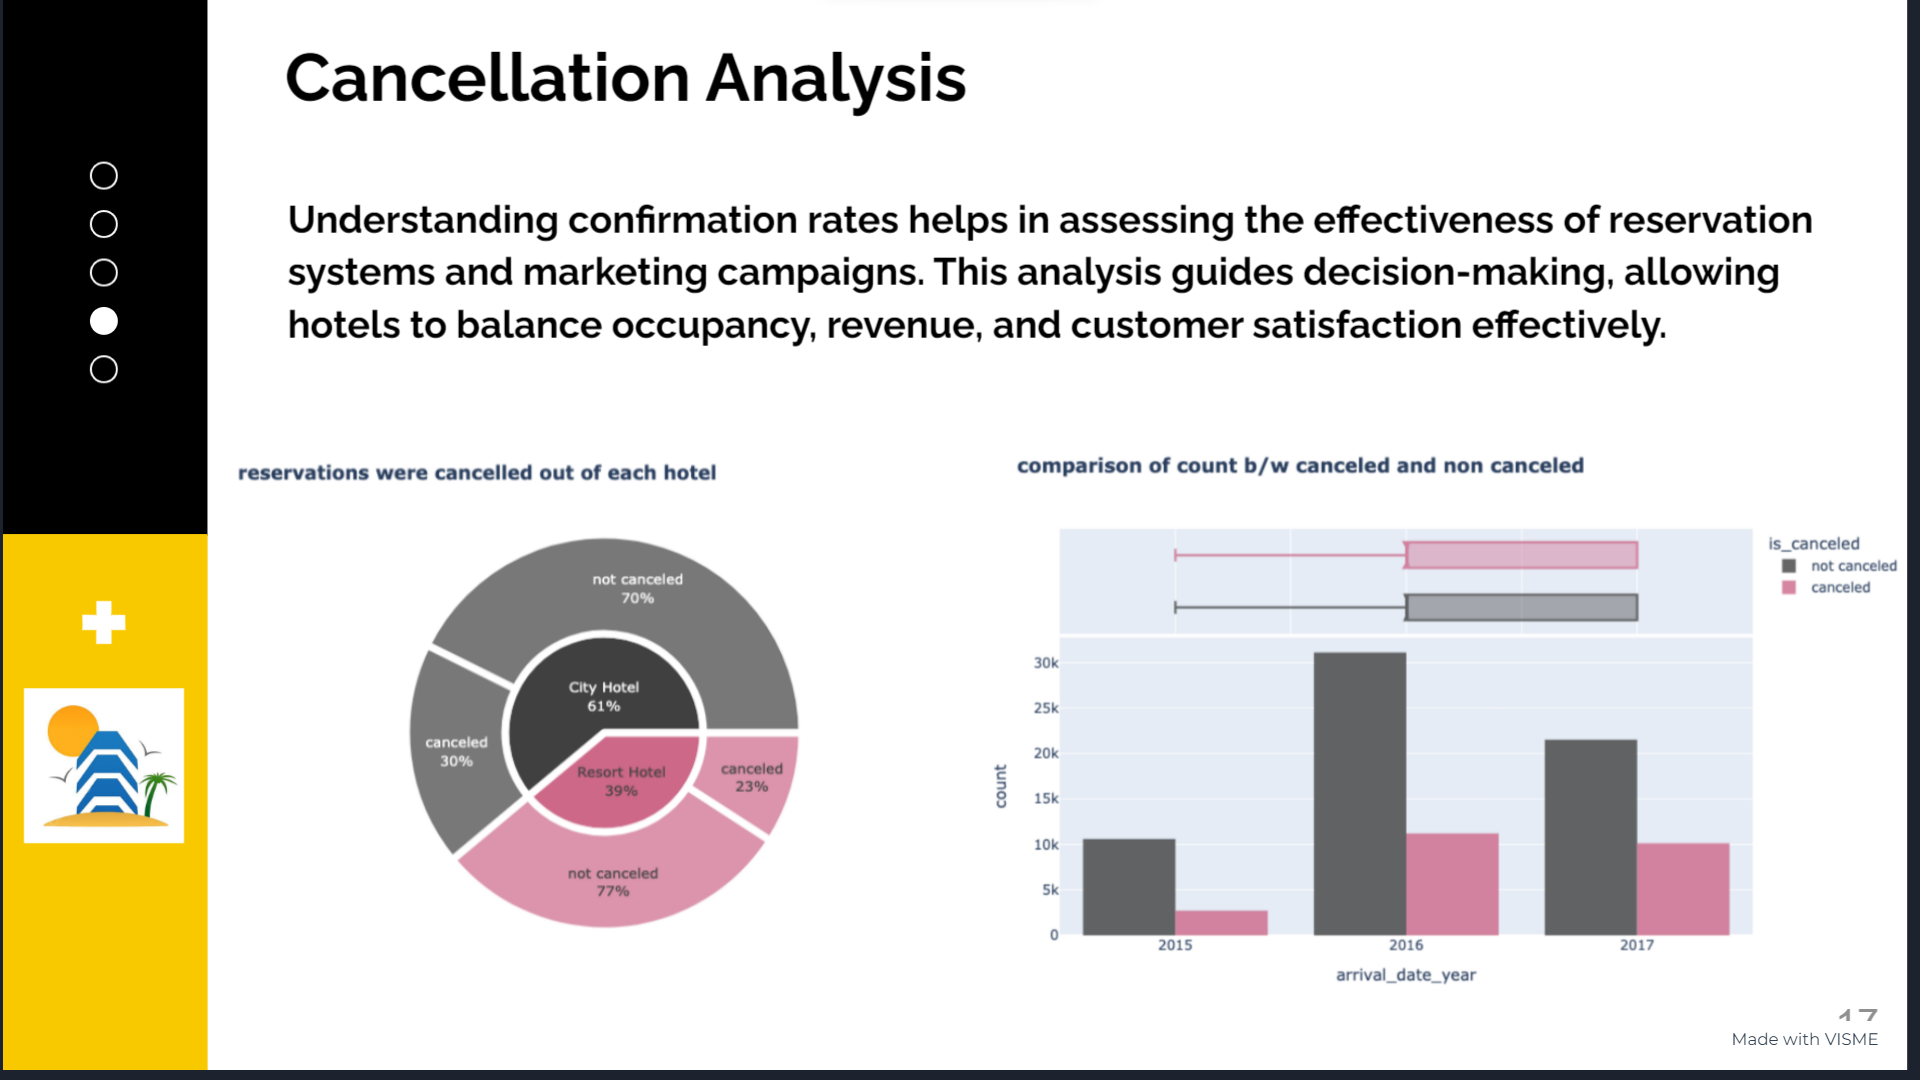 Cancellation Analysis
Understanding confirmation rates helps in assessing the effectiveness of reservation
systems and marketing campaigns. This analysis guides decision-making, allowing
hotels to balance occupancy, revenue, and customer satisfaction effectively.
reservations were cancelled out of each hotel
not canceled
70%
City Hotel
61%
canceled
30%
Resort Hotel
39%
canceled
23%
not canceled
77%
comparison of count b/w canceled and non canceled
is_canceled
not canceled
canceled
30k
25k
20k
15k
10k
5k
0
count
2015 2016 2017
arrival_date_year
17
Made with VISME